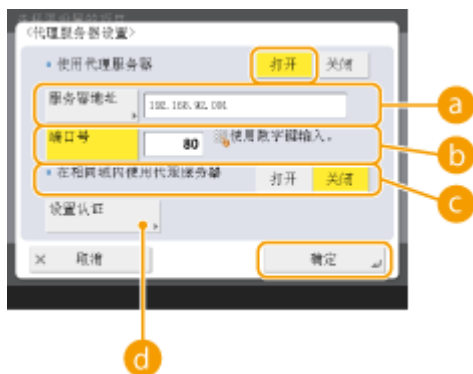 <代理服务器设置>
使用代理服务器 打开 关闭
服务器地址 192.168.92.001 a
端口号 80 使用数字键输入。 b
在相同域内使用代理服务器 打开 关闭 c
设置认证
× 取消 确定
d